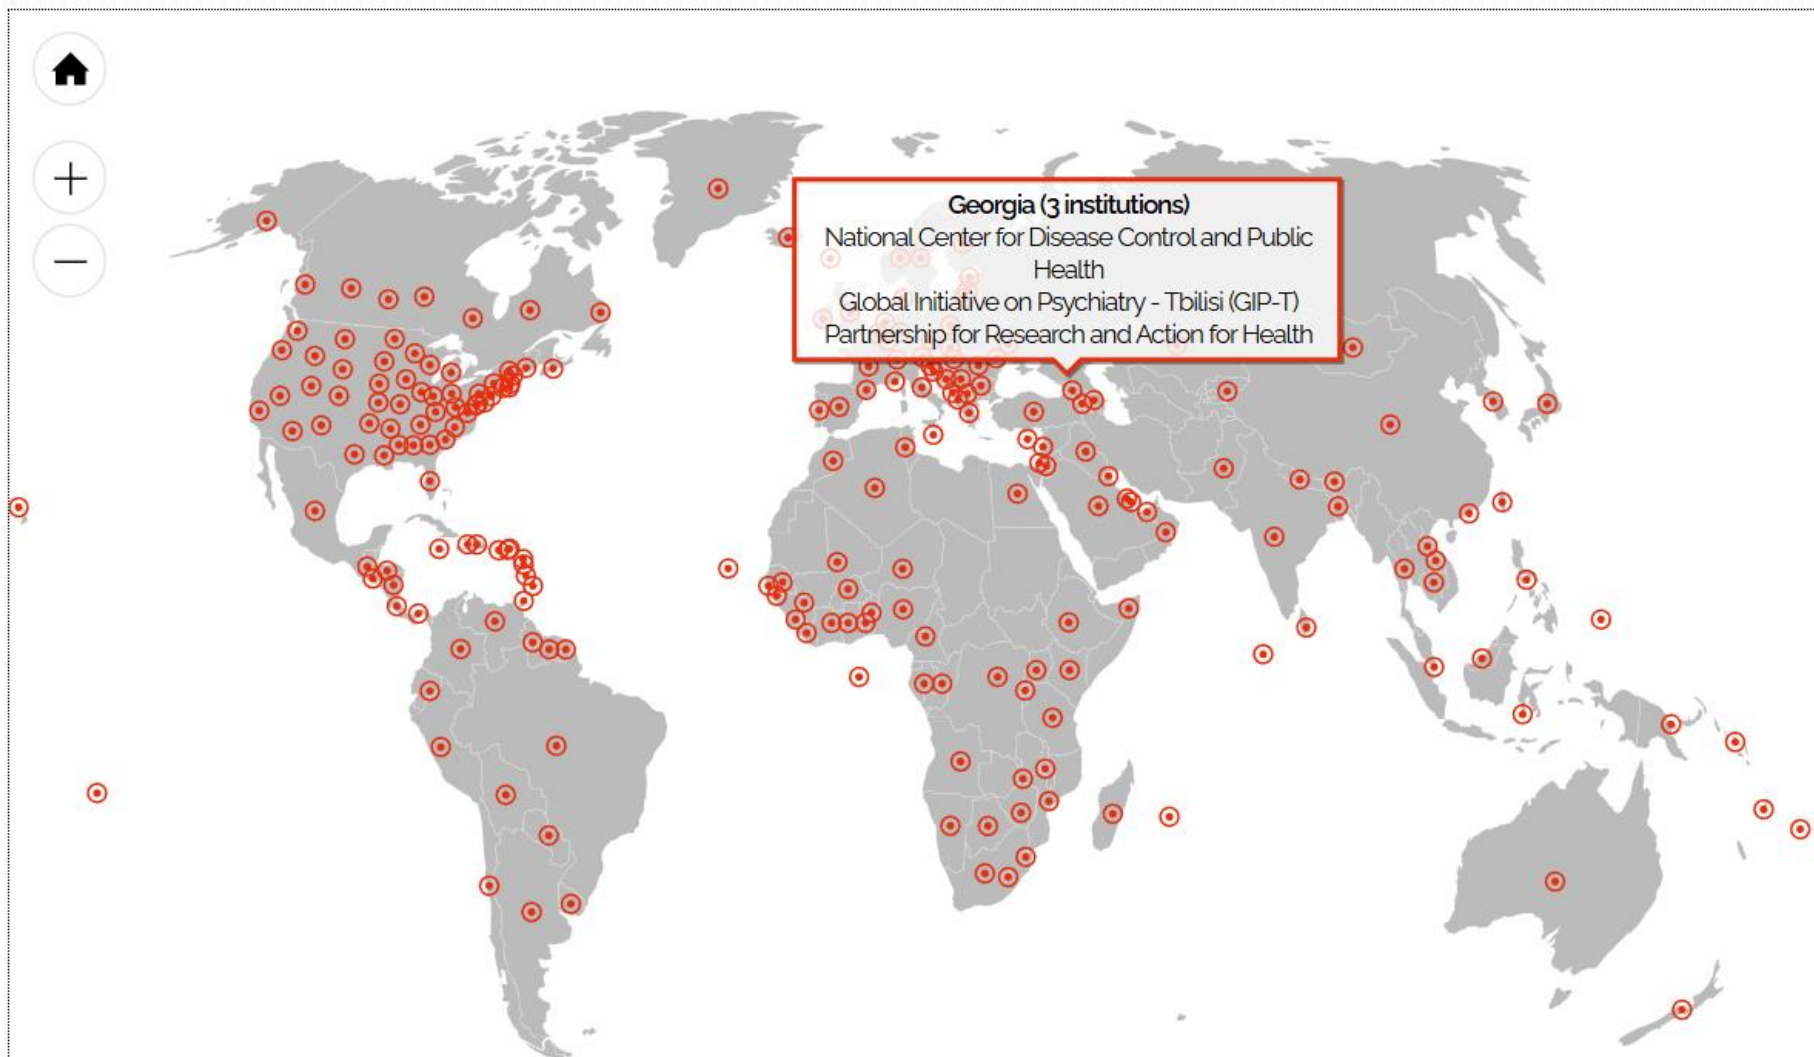 Georgia (3 institutions)
National Center for Disease Control and Public
Health
Global Initiative on Psychiatry - Tbilisi (GIP-T)
Partnership for Research and Action for Health